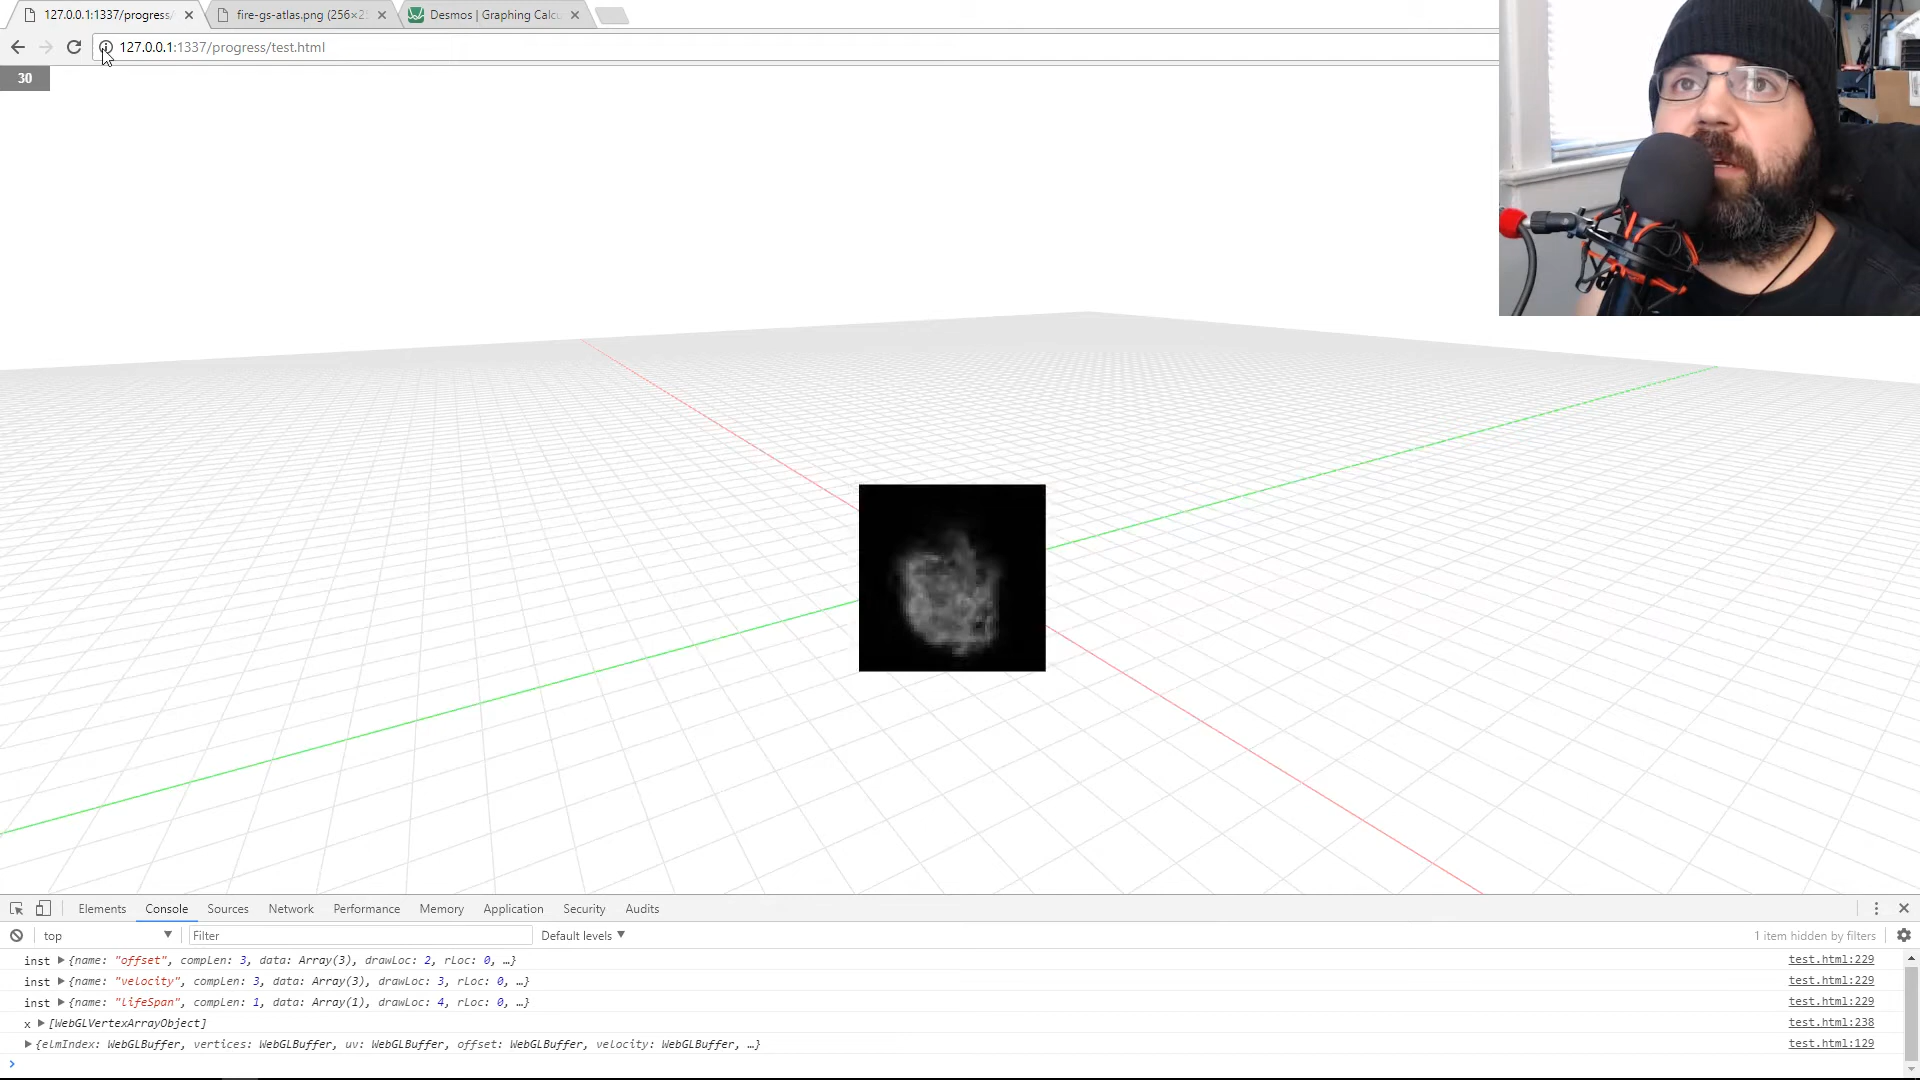 127.0.0.1:1337/progress/
fire-gs-atlas.png (256×2
Desmos | Graphing Calcu
127.0.0.1:1337/progress/test.html
30
Elements Console Sources Network Performance Memory Application Security Audits
top Filter Default levels 1 item hidden by filters
inst {name: "offset", compLen: 3, data: Array(3), drawLoc: 2, rLoc: 0, …} test.html:229
inst {name: "velocity", compLen: 3, data: Array(3), drawLoc: 3, rLoc: 0, …} test.html:229
inst {name: "lifeSpan", compLen: 1, data: Array(1), drawLoc: 4, rLoc: 0, …} test.html:229
x [WebGLVertexArrayObject] test.html:238
{elmIndex: WebGLBuffer, vertices: WebGLBuffer, uv: WebGLBuffer, offset: WebGLBuffer, velocity: WebGLBuffer, …} test.html:129